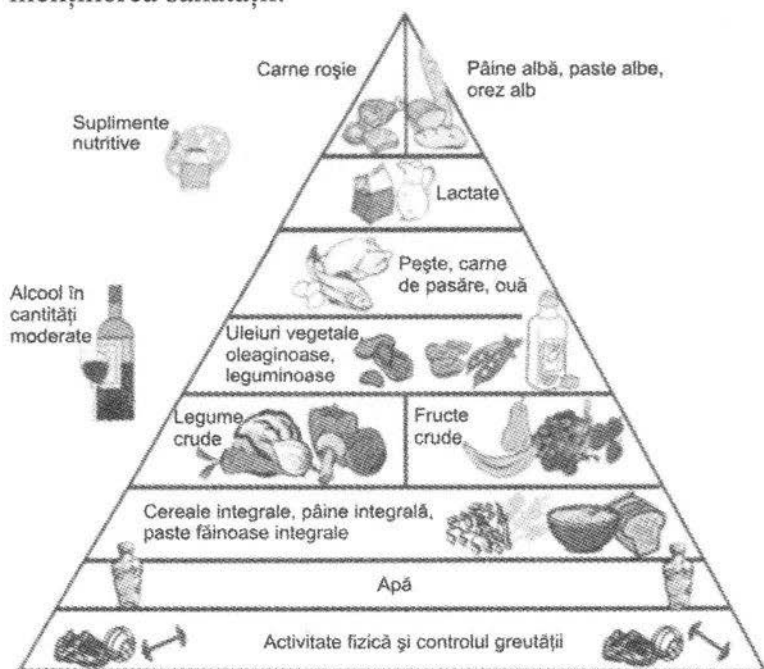 menținerea sănătății.
Carne roșie
Pâine albă, paste albe,
orez alb
Suplimente
nutritive
Lactate
Pește, carne
de pasăre, ouă
Alcool în
cantități
moderate
Uleiuri vegetale,
oleaginoase,
leguminoase
Legume
crude
Fructe
crude
Cereale integrale, pâine integrală,
paste făinoase integrale
Apă
Activitate fizică și controlul greutății